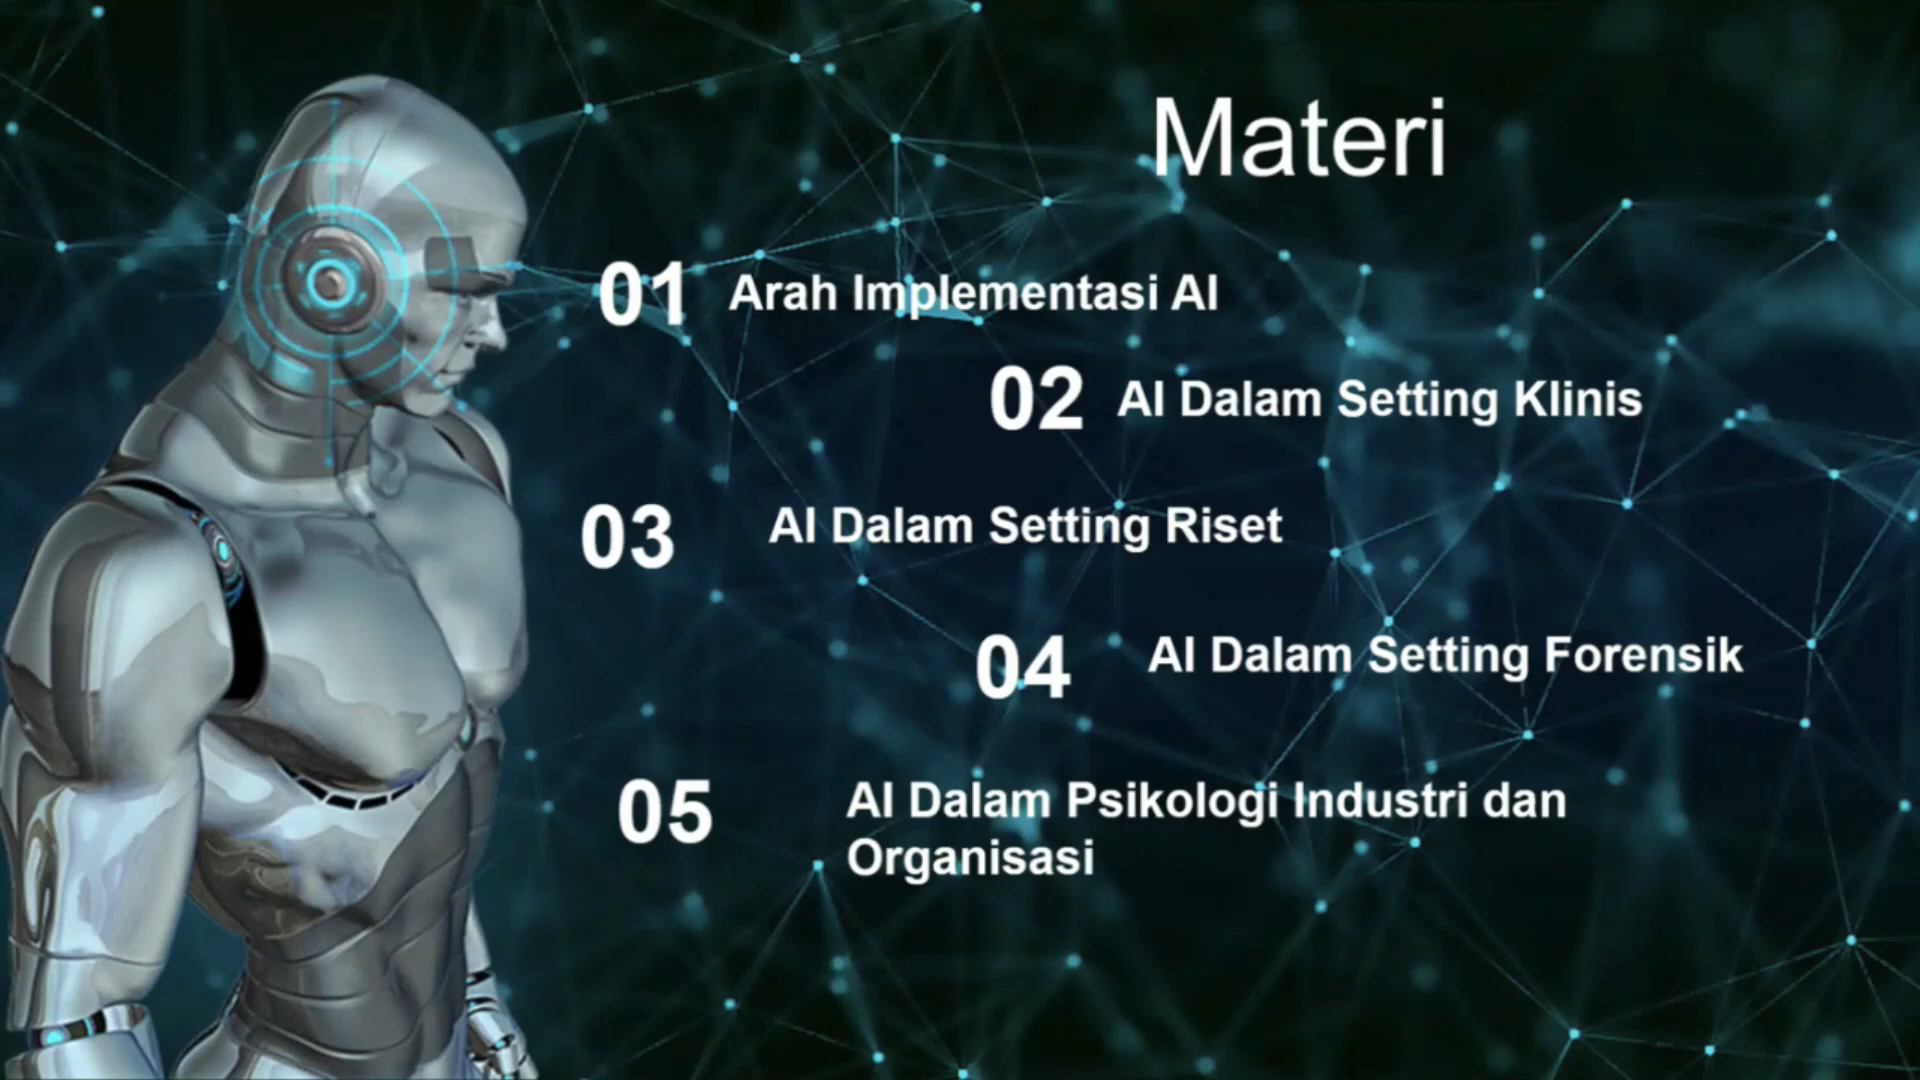 Materi
01 Arah Implementasi AI
02 AI Dalam Setting Klinis
03 AI Dalam Setting Riset
04 AI Dalam Setting Forensik
05 AI Dalam Psikologi Industri dan
Organisasi